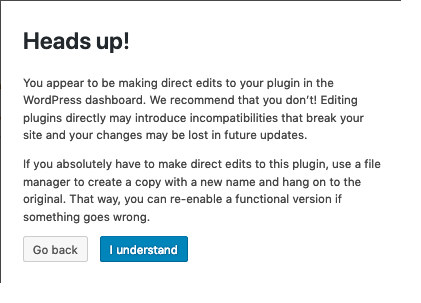 Heads up!
You appear to be making direct edits to your plugin in the
WordPress dashboard. We recommend that you don’t! Editing
plugins directly may introduce incompatibilities that break your
site and your changes may be lost in future updates.
If you absolutely have to make direct edits to this plugin, use a file
manager to create a copy with a new name and hang on to the
original. That way, you can re-enable a functional version if
something goes wrong.
Go back
I understand